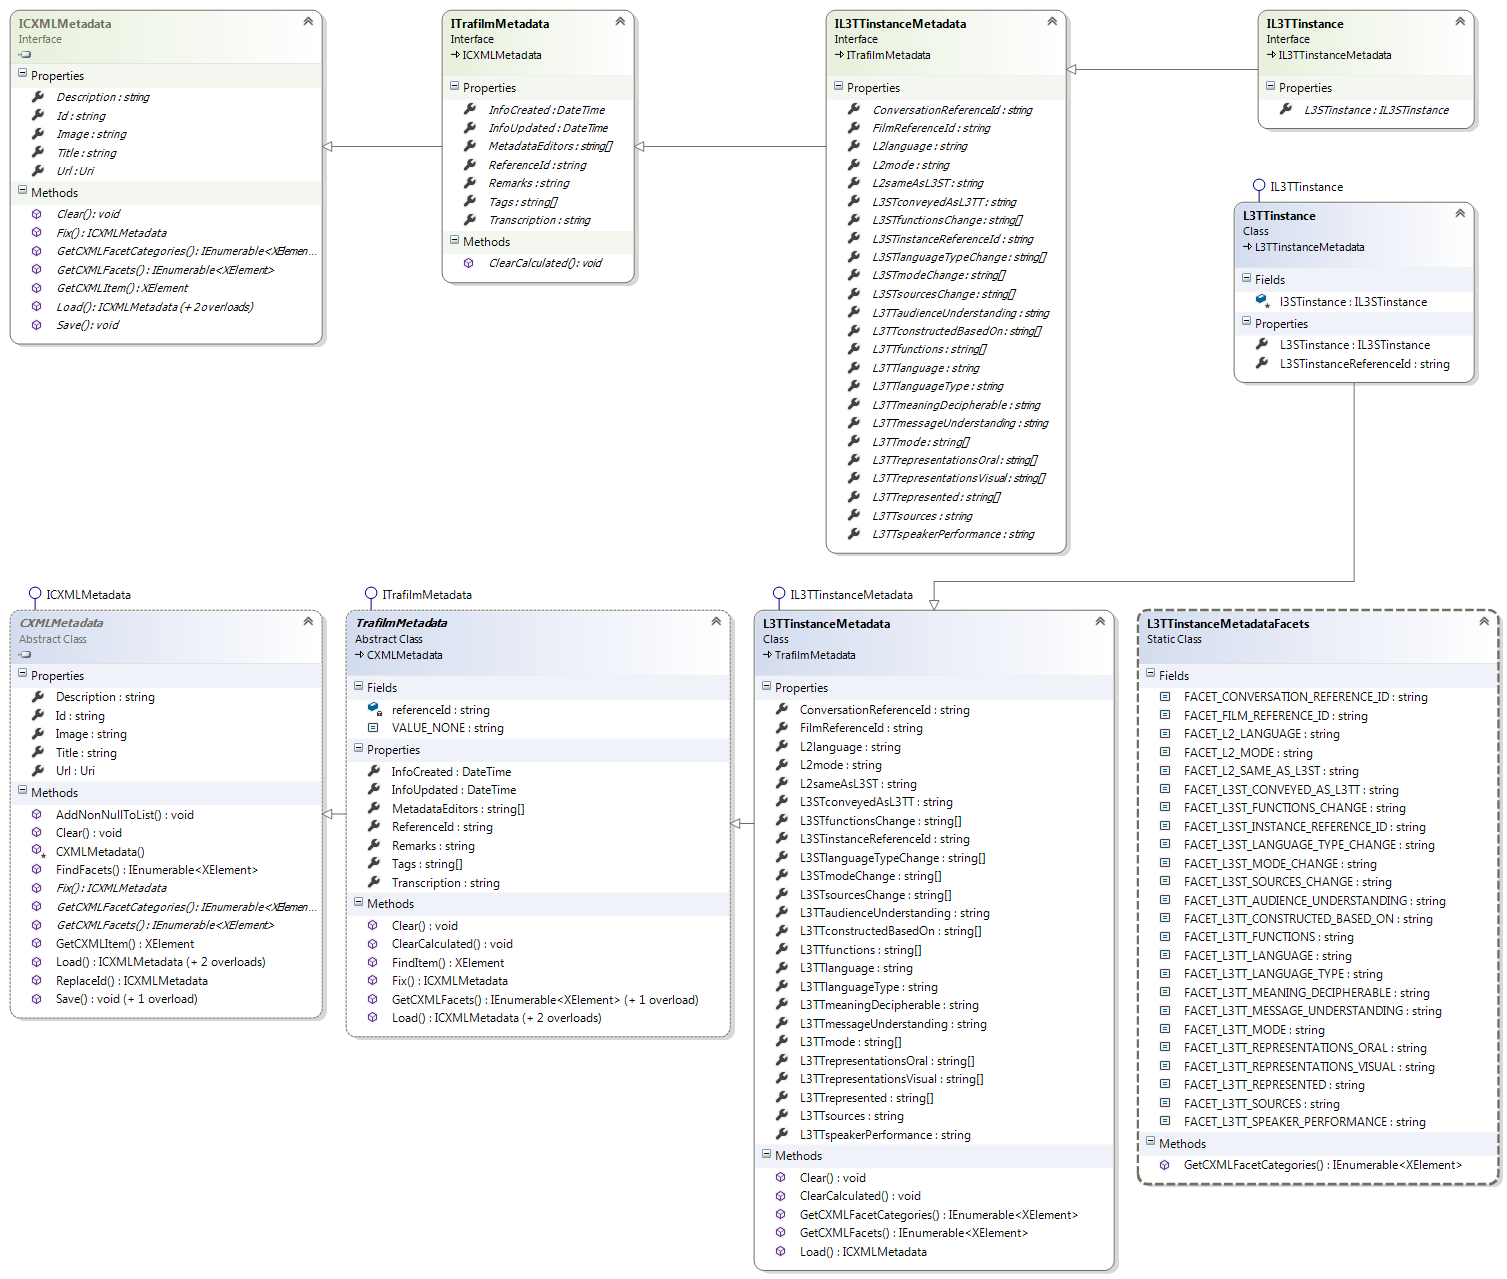 ICXMLMetadata
Interface
Properties
Description : string
Id : string
Image : string
Title : string
Url : Uri
Methods
Clear() : void
Fix() : ICXMLMetadata
GetCXMLFacetCategories() : IEnumerable<XElemen...
GetCXMLFacets() : IEnumerable<XElement>
GetCXMLItem() : XElement
Load() : ICXMLMetadata (+ 2 overloads)
Save() : void
ITrafilmMetadata
Interface
ICXMLMetadata
Properties
InfoCreated : DateTime
InfoUpdated : DateTime
MetadataEditors : string[]
ReferenceId : string
Remarks : string
Tags : string[]
Transcription : string
Methods
ClearCalculated() : void
IL3TTinstanceMetadata
Interface
ITrafilmMetadata
Properties
ConversationReferenceId : string
FilmReferenceId : string
L2language : string
L2mode : string
L2sameAsL3ST : string
L3STconveyedAsL3TT : string
L3STfunctionsChange : string[]
L3STinstanceReferenceId : string
L3STlanguageTypeChange : string[]
L3STmodeChange : string[]
L3STsourcesChange : string[]
L3TTaudienceUnderstanding : string
L3TTconstructedBasedOn : string[]
L3TTfunctions : string[]
L3TTlanguage : string
L3TTlanguageType : string
L3TTmeaningDecipherable : string
L3TTmessageUnderstanding : string
L3TTmode : string[]
L3TTrepresentationsOral : string[]
L3TTrepresentationsVisual : string[]
L3TTrepresented : string[]
L3TTsources : string
L3TTspeakerPerformance : string
IL3TTinstance
Interface
IL3TTinstanceMetadata
Properties
L3STinstance : IL3STinstance
IL3TTinstance
L3TTinstance
Class
L3TTinstanceMetadata
Fields
l3STinstance : IL3STinstance
Properties
L3STinstance : IL3STinstance
L3STinstanceReferenceId : string
ICXMLMetadata
CXMLMetadata
Abstract Class
Properties
Description : string
Id : string
Image : string
Title : string
Url : Uri
Methods
AddNonNullToList() : void
Clear() : void
CXMLMetadata()
FindFacets() : IEnumerable<XElement>
Fix() : ICXMLMetadata
GetCXMLFacetCategories() : IEnumerable<XElemen...
GetCXMLFacets() : IEnumerable<XElement>
GetCXMLItem() : XElement
Load() : ICXMLMetadata (+ 2 overloads)
ReplaceId() : ICXMLMetadata
Save() : void (+ 1 overload)
ITrafilmMetadata
TrafilmMetadata
Abstract Class
CXMLMetadata
Fields
referenceId : string
VALUE_NONE : string
Properties
InfoCreated : DateTime
InfoUpdated : DateTime
MetadataEditors : string[]
ReferenceId : string
Remarks : string
Tags : string[]
Transcription : string
Methods
Clear() : void
ClearCalculated() : void
FindItem() : XElement
Fix() : ICXMLMetadata
GetCXMLFacets() : IEnumerable<XElement> (+ 1 overload)
Load() : ICXMLMetadata (+ 2 overloads)
IL3TTinstanceMetadata
L3TTinstanceMetadata
Class
TrafilmMetadata
Properties
ConversationReferenceId : string
FilmReferenceId : string
L2language : string
L2mode : string
L2sameAsL3ST : string
L3STconveyedAsL3TT : string
L3STfunctionsChange : string[]
L3STinstanceReferenceId : string
L3STlanguageTypeChange : string[]
L3STmodeChange : string[]
L3STsourcesChange : string[]
L3TTaudienceUnderstanding : string
L3TTconstructedBasedOn : string[]
L3TTfunctions : string[]
L3TTlanguage : string
L3TTlanguageType : string
L3TTmeaningDecipherable : string
L3TTmessageUnderstanding : string
L3TTmode : string[]
L3TTrepresentationsOral : string[]
L3TTrepresentationsVisual : string[]
L3TTrepresented : string[]
L3TTsources : string
L3TTspeakerPerformance : string
Methods
Clear() : void
ClearCalculated() : void
GetCXMLFacetCategories() : IEnumerable<XElement>
GetCXMLFacets() : IEnumerable<XElement>
Load() : ICXMLMetadata
L3TTinstanceMetadataFacets
Static Class
Fields
FACET_CONVERSATION_REFERENCE_ID : string
FACET_FILM_REFERENCE_ID : string
FACET_L2_LANGUAGE : string
FACET_L2_MODE : string
FACET_L2_SAME_AS_L3ST : string
FACET_L3ST_CONVEYED_AS_L3TT : string
FACET_L3ST_FUNCTIONS_CHANGE : string
FACET_L3ST_INSTANCE_REFERENCE_ID : string
FACET_L3ST_LANGUAGE_TYPE_CHANGE : string
FACET_L3ST_MODE_CHANGE : string
FACET_L3ST_SOURCES_CHANGE : string
FACET_L3TT_AUDIENCE_UNDERSTANDING : string
FACET_L3TT_CONSTRUCTED_BASED_ON : string
FACET_L3TT_FUNCTIONS : string
FACET_L3TT_LANGUAGE : string
FACET_L3TT_LANGUAGE_TYPE : string
FACET_L3TT_MEANING_DECIPHERABLE : string
FACET_L3TT_MESSAGE_UNDERSTANDING : string
FACET_L3TT_MODE : string
FACET_L3TT_REPRESENTATIONS_ORAL : string
FACET_L3TT_REPRESENTATIONS_VISUAL : string
FACET_L3TT_REPRESENTED : string
FACET_L3TT_SOURCES : string
FACET_L3TT_SPEAKER_PERFORMANCE : string
Methods
GetCXMLFacetCategories() : IEnumerable<XElement>